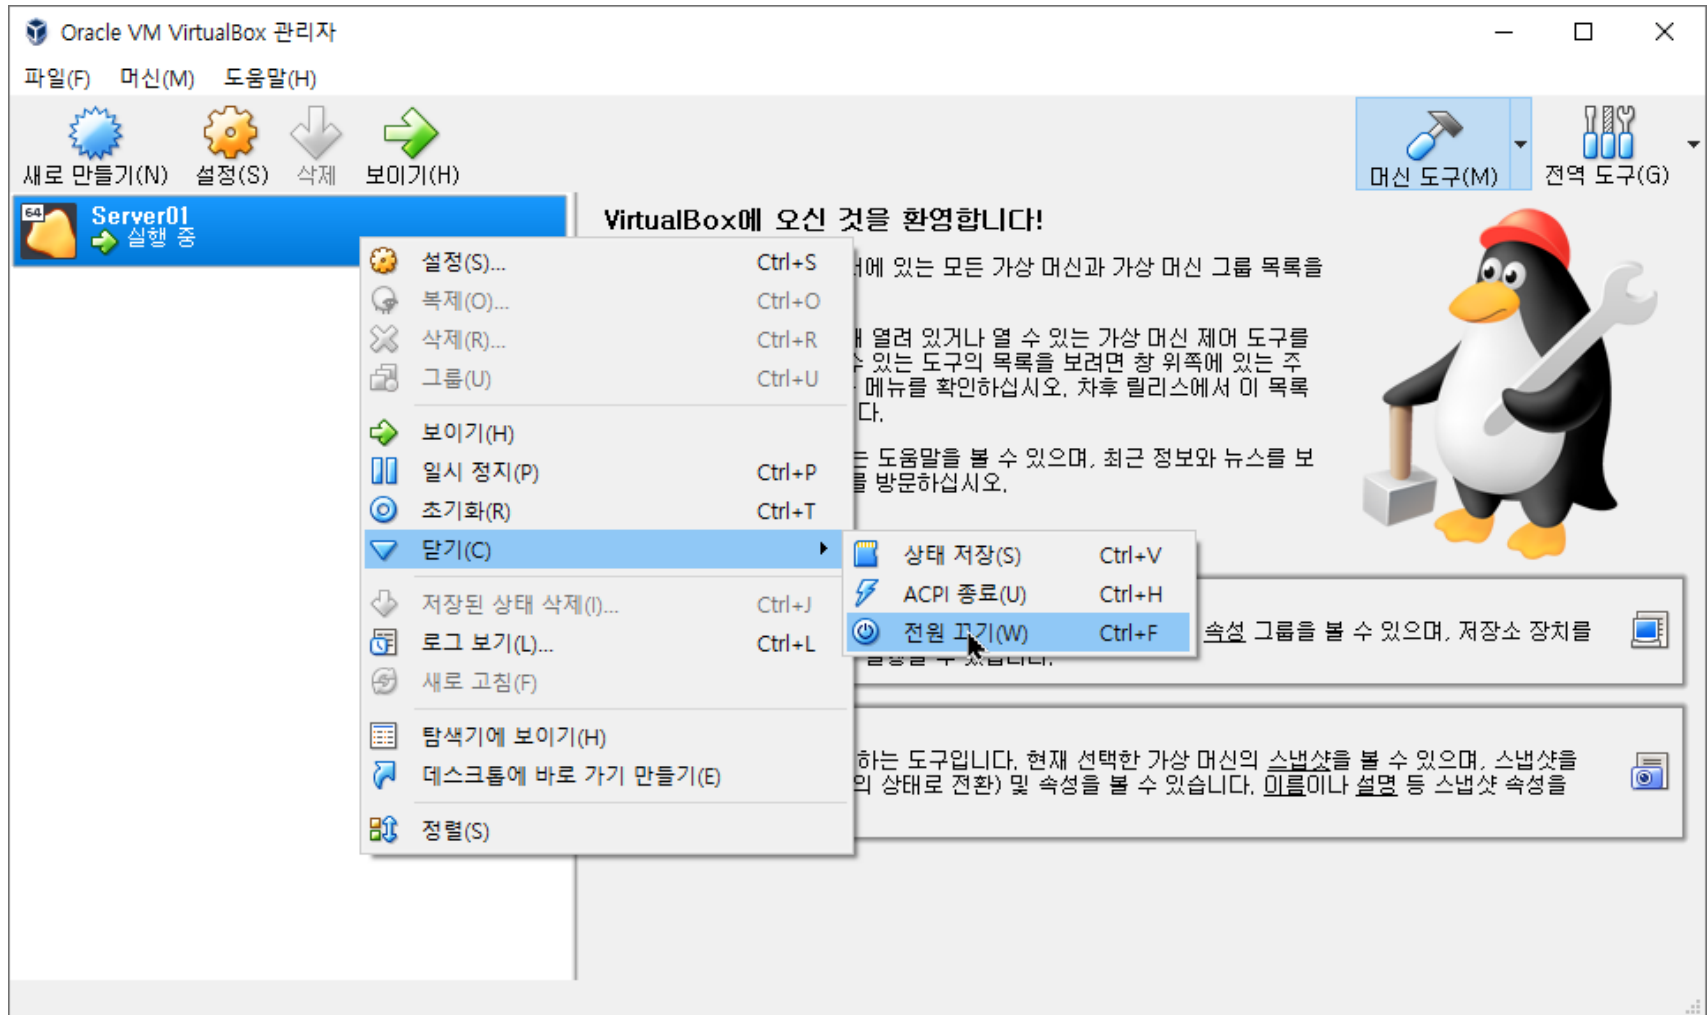 Oracle VM VirtualBox 관리자
파일(F) 머신(M) 도움말(H)
새로 만들기(N) 설정(S) 삭제 보이기(H) 머신 도구(M) 전역 도구(G)
64 Server01
실행 중
VirtualBox에 오신 것을 환영합니다!
에 있는 모든 가상 머신과 가상 머신 그룹 목록을
열려 있거나 열 수 있는 가상 머신 제어 도구를
있는 도구의 목록을 보려면 창 위쪽에 있는 주
메뉴를 확인하십시오. 차후 릴리스에서 이 목록
다.
도움말을 볼 수 있으며, 최근 정보와 뉴스를 보
방문하십시오.
설정(S)... Ctrl+S
복제(O)... Ctrl+O
삭제(R)... Ctrl+R
그룹(U) Ctrl+U
보이기(H)
일시 정지(P) Ctrl+P
초기화(R) Ctrl+T
닫기(C)
저장된 상태 삭제(I)... Ctrl+J
로그 보기(L)... Ctrl+L
새로 고침(F)
탐색기에 보이기(H)
데스크톱에 바로 가기 만들기(E)
정렬(S)
상태 저장(S) Ctrl+V
ACPI 종료(U) Ctrl+H
전원 끄기(W) Ctrl+F
속성 그룹을 볼 수 있으며, 저장소 장치를
하는 도구입니다. 현재 선택한 가상 머신의 스냅샷을 볼 수 있으며, 스냅샷을
의 상태로 전환) 및 속성을 볼 수 있습니다. 이름이나 설명 등 스냅샷 속성을